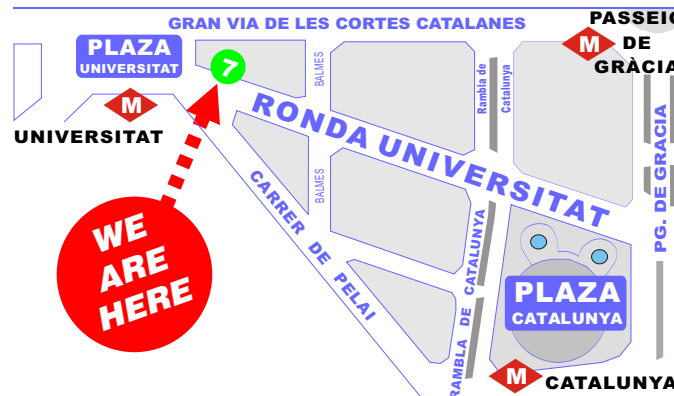 GRAN VIA DE LES CORTES CATALANES
PASSEIG
M
DE
GRÀCIA
PLAZA
UNIVERSITAT
7
M
UNIVERSITAT
BALMES
Rambla de
Catalunya
RONDA UNIVERSITAT
PG. DE GRACIA
BALMES
CARRER DE PELAI
WE
ARE
HERE
RAMBLA DE CATALUNYA
PLAZA
CATALUNYA
M
CATALUNYA